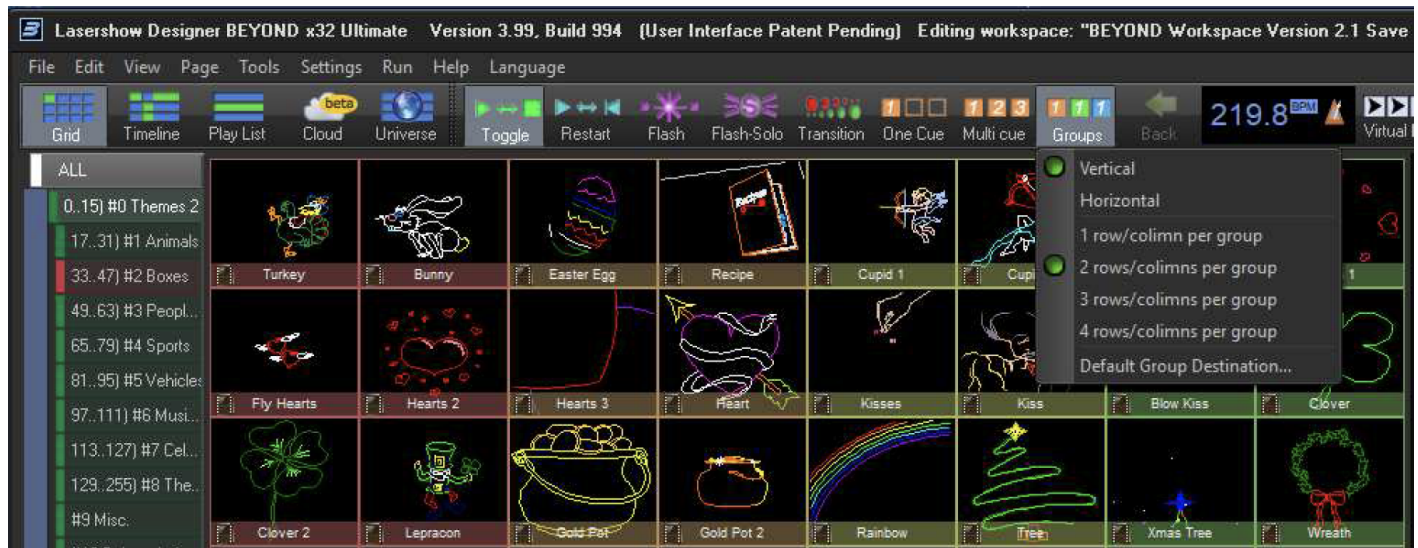 Lasershow Designer BEYOND x32 Ultimate Version 3.99, Build 994 (User Interface Patent Pending) Editing workspace: "BEYOND Workspace Version 2.1 Save
File Edit View Page Tools Settings Run Help Language
beta
Grid Timeline Play List Cloud Universe Toggle Restart Flash Flash-Solo Transition One Cue Multi cue Groups Back 219.8 BPM Virtual
ALL
Vertical
Horizontal
1 row/colimn per group
2 rows/colimns per group
3 rows/colimns per group
4 rows/colimns per group
Default Group Destination...
0..15) #0 Themes 2
17..31) #1 Animals
33..47) #2 Boxes
49..63) #3 Peopl...
65..79) #4 Sports
81..95) #5 Vehicles
97..111) #6 Musi...
113..127) #7 Cel...
129..255) #8 The..
#9 Misc.
Recipe
Turkey Bunny Easter Egg Recipe Cupid 1 Cupi 1
Fly Hearts Hearts 2 Hearts 3 Heart Kisses Kiss Blow Kiss Clover
Clover 2 Lepracon Gold Pot Gold Pot 2 Rainbow Tree Xmas Tree Wreath